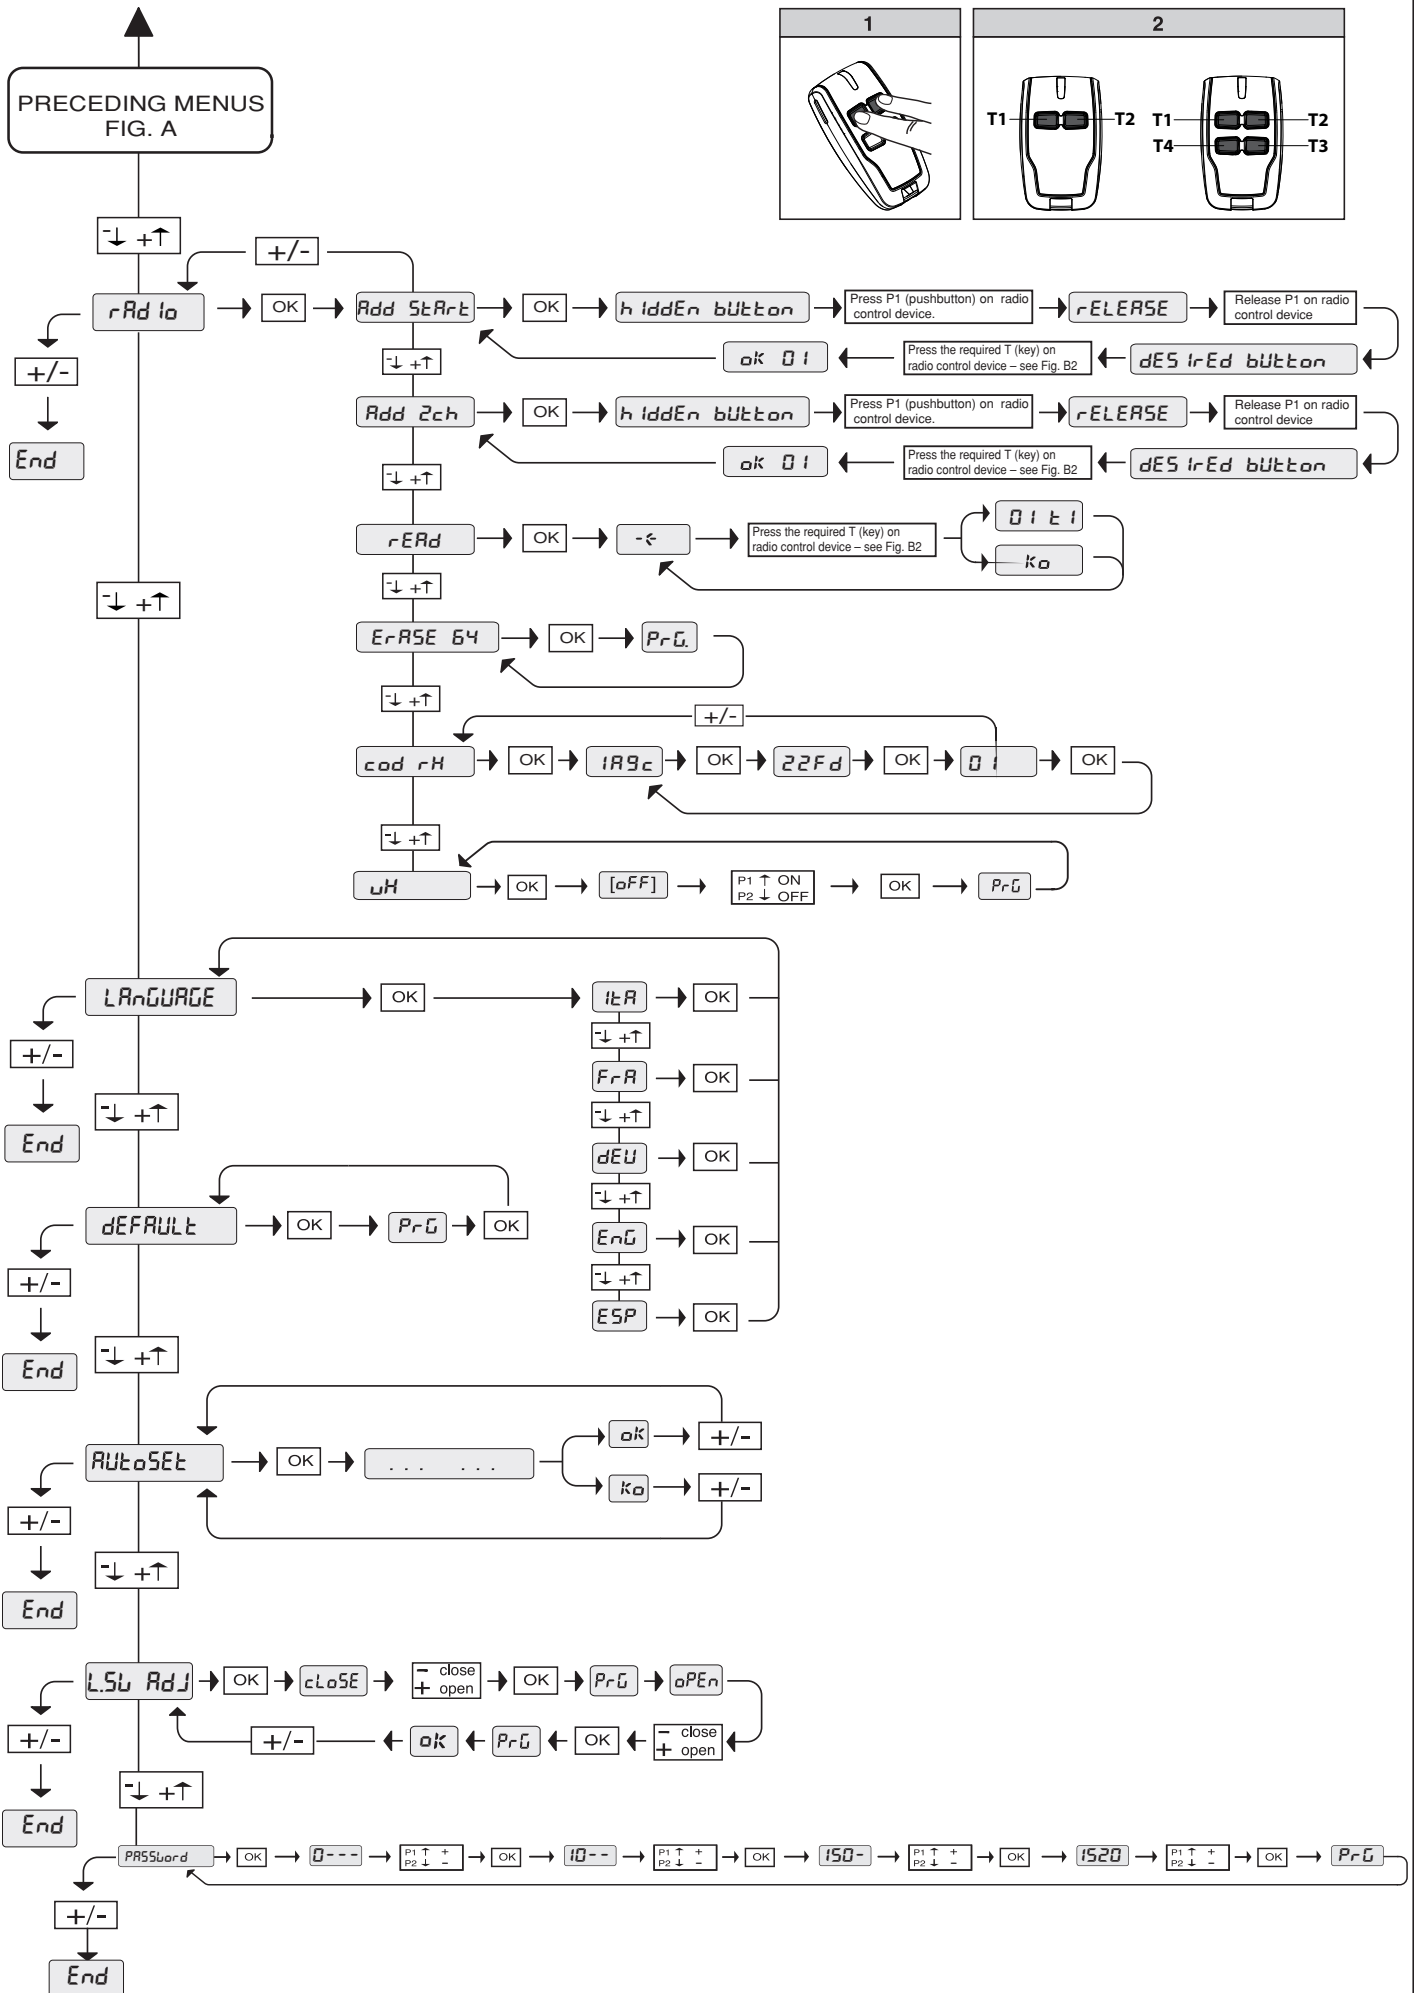 1
2
T1
T2
T1
T2
T4
T3
PRECEDING MENUS
FIG. A
-↓ +↑
+/-
rAdIo
OK
Add StArt
OK
hIddEn bUtton
Press P1 (pushbutton) on radio
control device.
rELEASE
Release P1 on radio
control device
+/-
End
-↓ +↑
oK 01
Press the required T (key) on
radio control device – see Fig. B2
dESIrEd bUtton
Add 2ch
OK
hIddEn bUtton
Press P1 (pushbutton) on radio
control device.
rELEASE
Release P1 on radio
control device
-↓ +↑
oK 01
Press the required T (key) on
radio control device – see Fig. B2
dESIrEd bUtton
rEAd
OK
Press the required T (key) on
radio control device – see Fig. B2
01 t1
Ko
-↓ +↑
-↓ +↑
ErASE 64
OK
PrG.
-↓ +↑
+/-
cod rH
OK
1A9c
OK
22Fd
OK
01
OK
-↓ +↑
uH
OK
[oFF]
P1 ↑ ON
P2 ↓ OFF
OK
PrG
LAnGUAGE
OK
ItA
OK
+/-
End
-↓ +↑
FrA
OK
-↓ +↑
dEU
OK
-↓ +↑
EnG
OK
-↓ +↑
ESP
OK
-↓ +↑
dEFAULt
OK
PrG
OK
+/-
End
-↓ +↑
AUtoSEt
OK
... ...
oK
+/-
Ko
+/-
+/-
End
-↓ +↑
L.SW AdJ
OK
cLoSE
- close
+ open
OK
PrG
oPEn
+/-
oK
PrG
OK
- close
+ open
+/-
End
-↓ +↑
PASSWord
OK
0---
P1 ↑ +
P2 ↓ -
OK
10--
P1 ↑ +
P2 ↓ -
OK
150-
P1 ↑ +
P2 ↓ -
OK
1520
P1 ↑ +
P2 ↓ -
OK
PrG
+/-
End